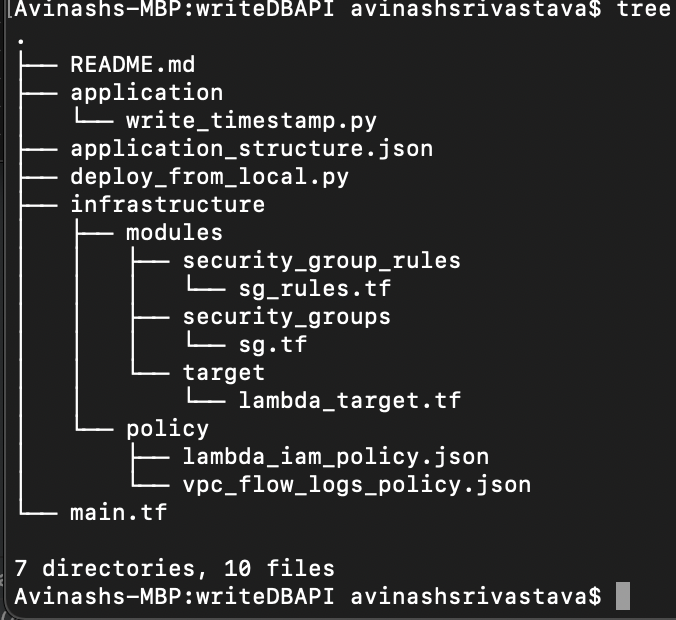 [Avinashs-MBP:writeDBAPI avinashsrivastava$ tree
.
├── README.md
├── application
│   └── write_timestamp.py
├── application_structure.json
├── deploy_from_local.py
├── infrastructure
│   ├── modules
│   │   ├── security_group_rules
│   │   │   └── sg_rules.tf
│   │   ├── security_groups
│   │   │   └── sg.tf
│   │   └── target
│   │       └── lambda_target.tf
│   └── policy
│       ├── lambda_iam_policy.json
│       └── vpc_flow_logs_policy.json
└── main.tf

7 directories, 10 files
Avinashs-MBP:writeDBAPI avinashsrivastava$